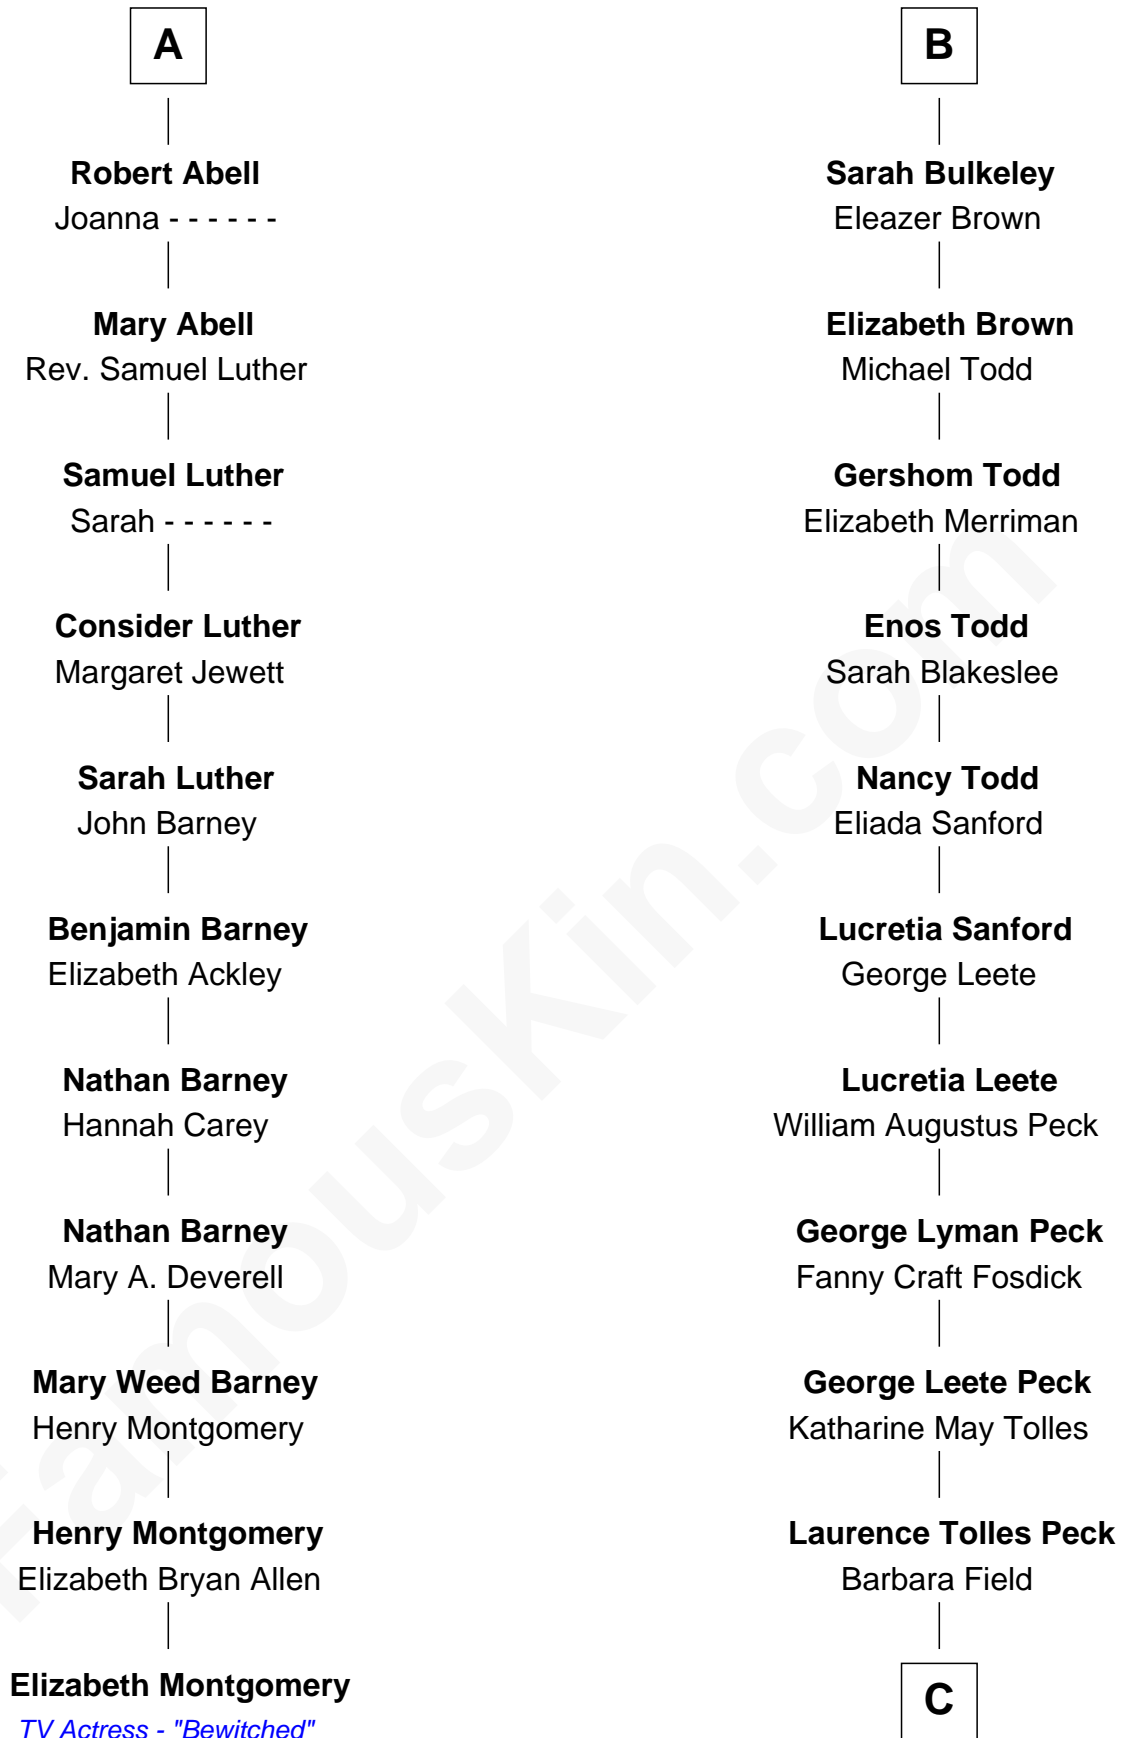 A
Robert Abell
Joanna - - - - - -
Mary Abell
Rev. Samuel Luther
Samuel Luther
Sarah - - - - - -
Consider Luther
Margaret Jewett
Sarah Luther
John Barney
Benjamin Barney
Elizabeth Ackley
Nathan Barney
Hannah Carey
Nathan Barney
Mary A. Deverell
Mary Weed Barney
Henry Montgomery
Henry Montgomery
Elizabeth Bryan Allen
Elizabeth Montgomery
TV Actress - "Bewitched"
B
Sarah Bulkeley
Eleazer Brown
Elizabeth Brown
Michael Todd
Gershom Todd
Elizabeth Merriman
Enos Todd
Sarah Blakeslee
Nancy Todd
Eliada Sanford
Lucretia Sanford
George Leete
Lucretia Leete
William Augustus Peck
George Lyman Peck
Fanny Craft Fosdick
George Leete Peck
Katharine May Tolles
Laurence Tolles Peck
Barbara Field
C
FamousKin.com